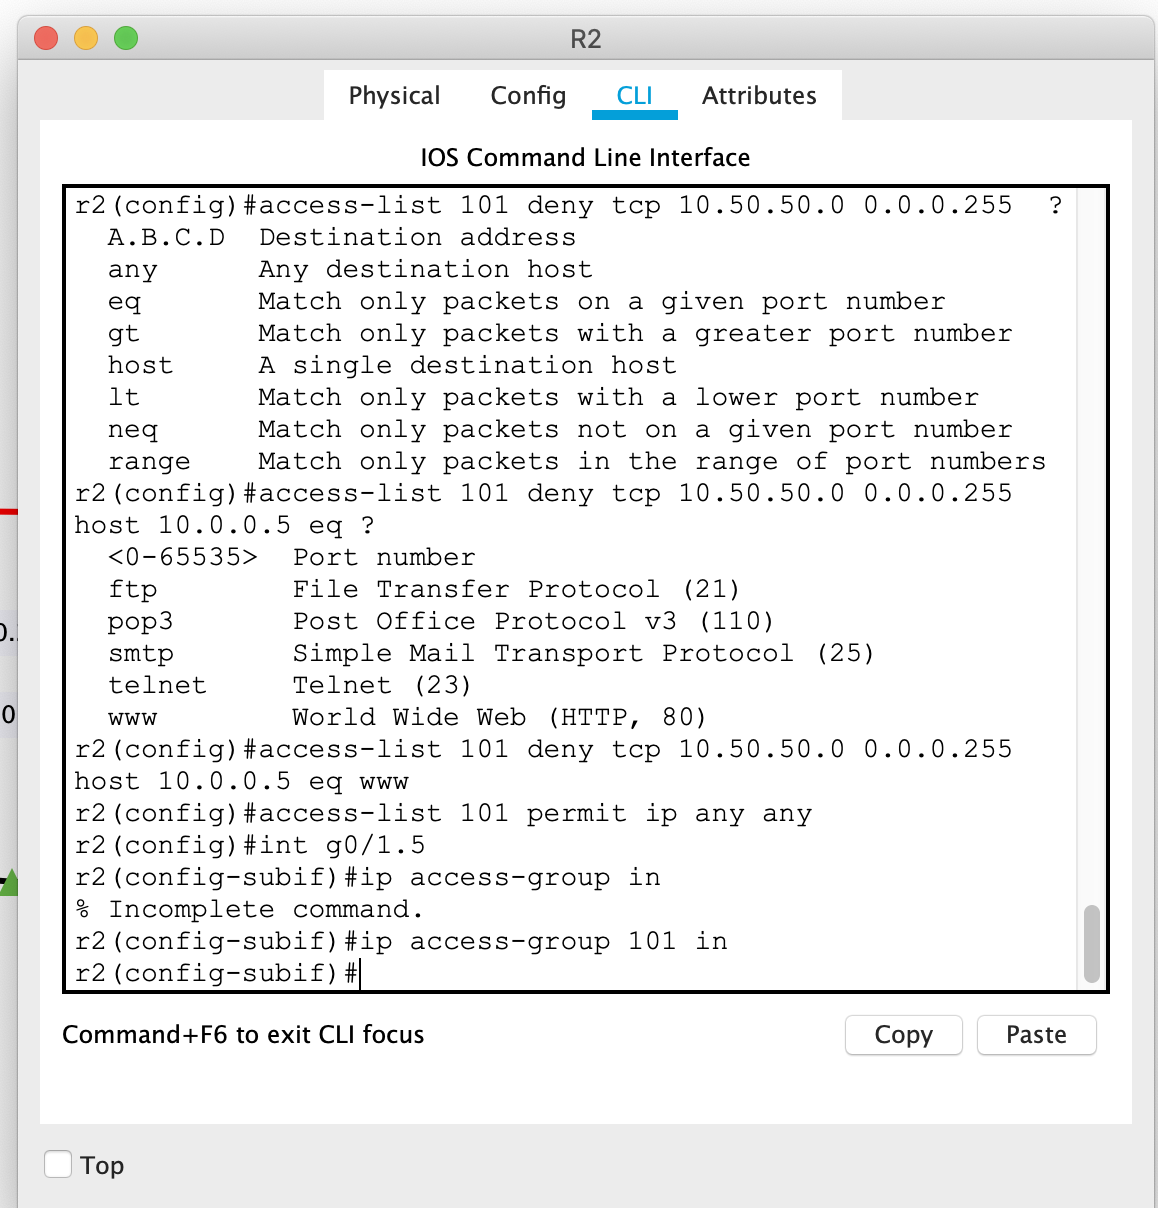 R2
Physical Config CLI Attributes
IOS Command Line Interface
r2(config)#access-list 101 deny tcp 10.50.50.0 0.0.0.255  ?
  A.B.C.D  Destination address
  any      Any destination host
  eq       Match only packets on a given port number
  gt       Match only packets with a greater port number
  host     A single destination host
  lt       Match only packets with a lower port number
  neq      Match only packets not on a given port number
  range    Match only packets in the range of port numbers
r2(config)#access-list 101 deny tcp 10.50.50.0 0.0.0.255
host 10.0.0.5 eq ?
  <0-65535>  Port number
  ftp        File Transfer Protocol (21)
  pop3       Post Office Protocol v3 (110)
  smtp       Simple Mail Transport Protocol (25)
  telnet     Telnet (23)
  www        World Wide Web (HTTP, 80)
r2(config)#access-list 101 deny tcp 10.50.50.0 0.0.0.255
host 10.0.0.5 eq www
r2(config)#access-list 101 permit ip any any
r2(config)#int g0/1.5
r2(config-subif)#ip access-group in
% Incomplete command.
r2(config-subif)#ip access-group 101 in
r2(config-subif)#
Command+F6 to exit CLI focus
Copy Paste
Top